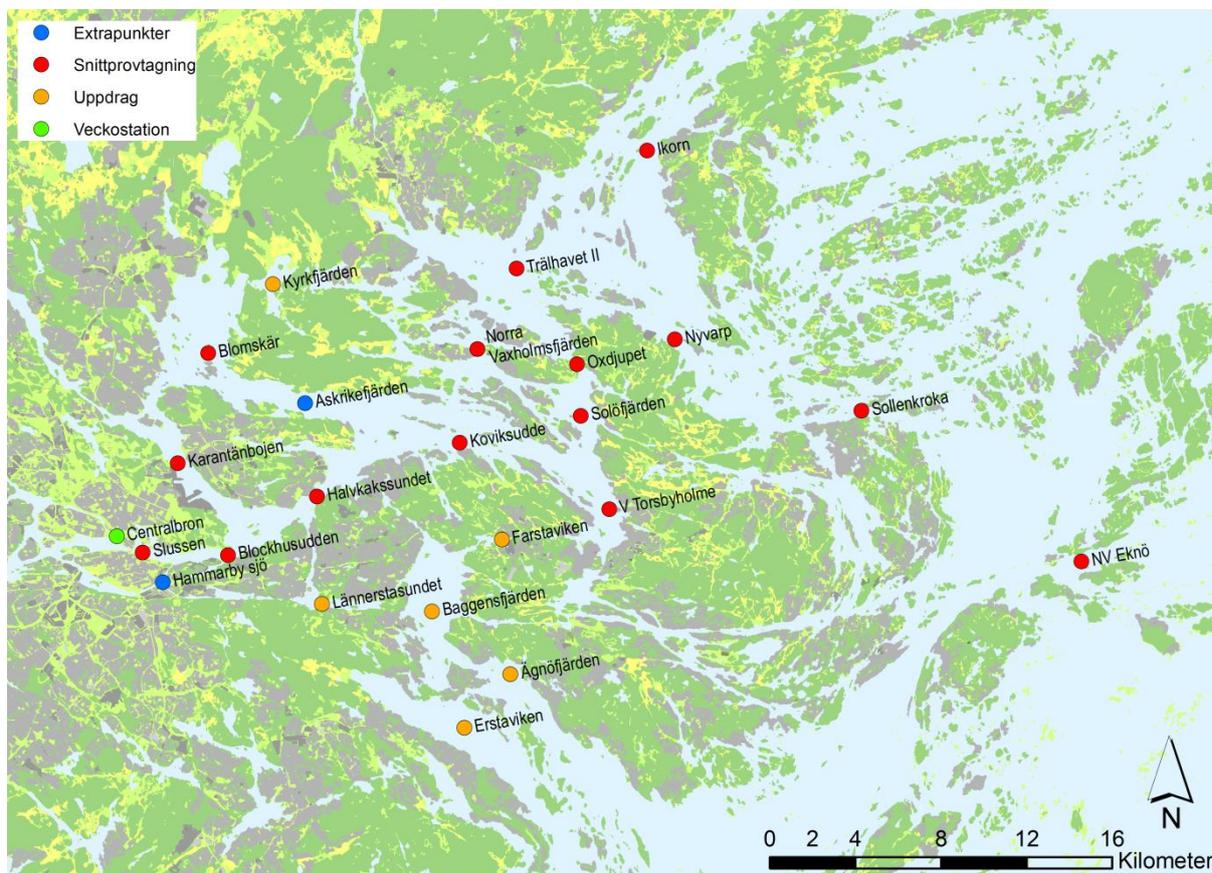 Extrapunkter
Snittprovtagning
Uppdrag
Veckostation
Ikorn
Trälhavet II
Kyrkfjärden
Norra
Vaxholmsfjärden
Nyvarp
Blomskär
Oxdjupet
Askrikefjärden
Solöfjärden
Sollenkroka
Koviksudde
Karantänbojen
Halvkakssundet
V Torsbyholme
Centralbron
Slussen
Blockhusudden
Farstaviken
NV Eknö
Hammarby sjö
Lännerstasundet
Baggensfjärden
Ägnöfjärden
Erstaviken
N
0 2 4 8 12 16
Kilometer